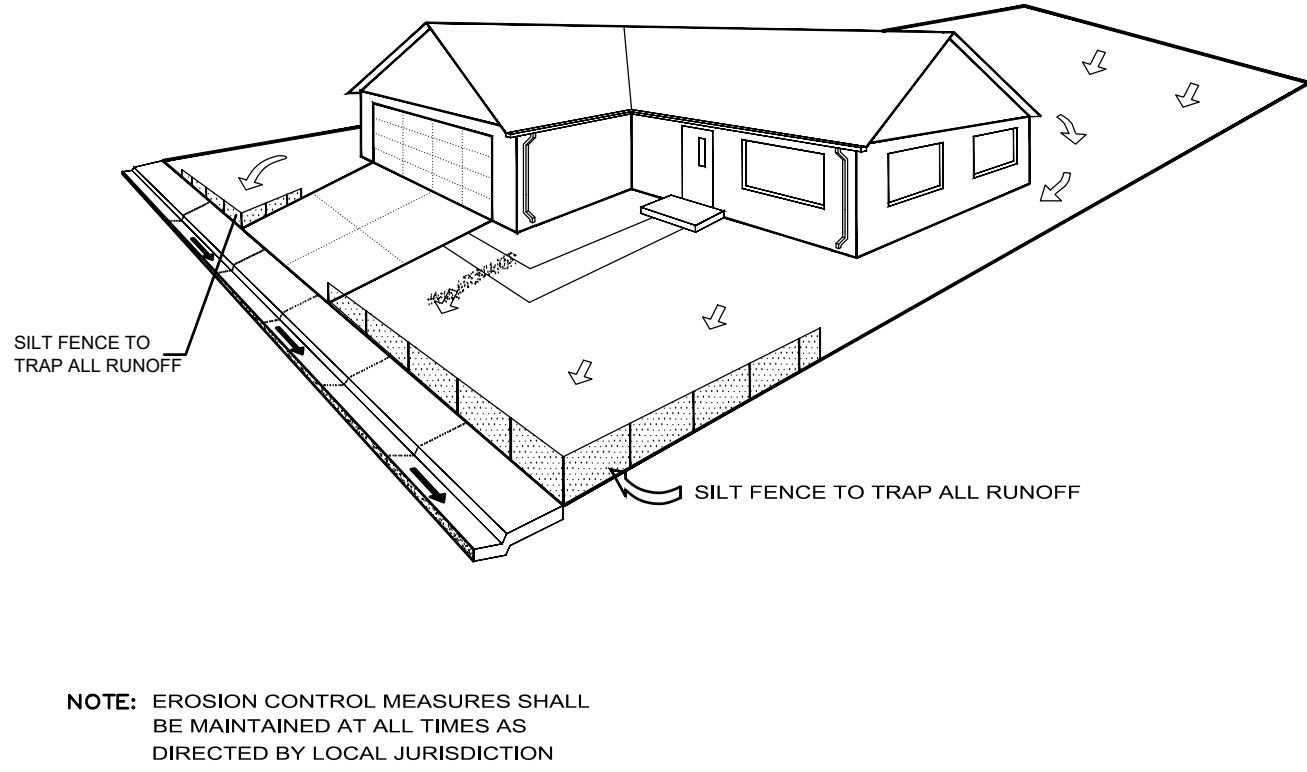 SILT FENCE TO
TRAP ALL RUNOFF
SILT FENCE TO TRAP ALL RUNOFF
NOTE: EROSION CONTROL MEASURES SHALL
BE MAINTAINED AT ALL TIMES AS
DIRECTED BY LOCAL JURISDICTION